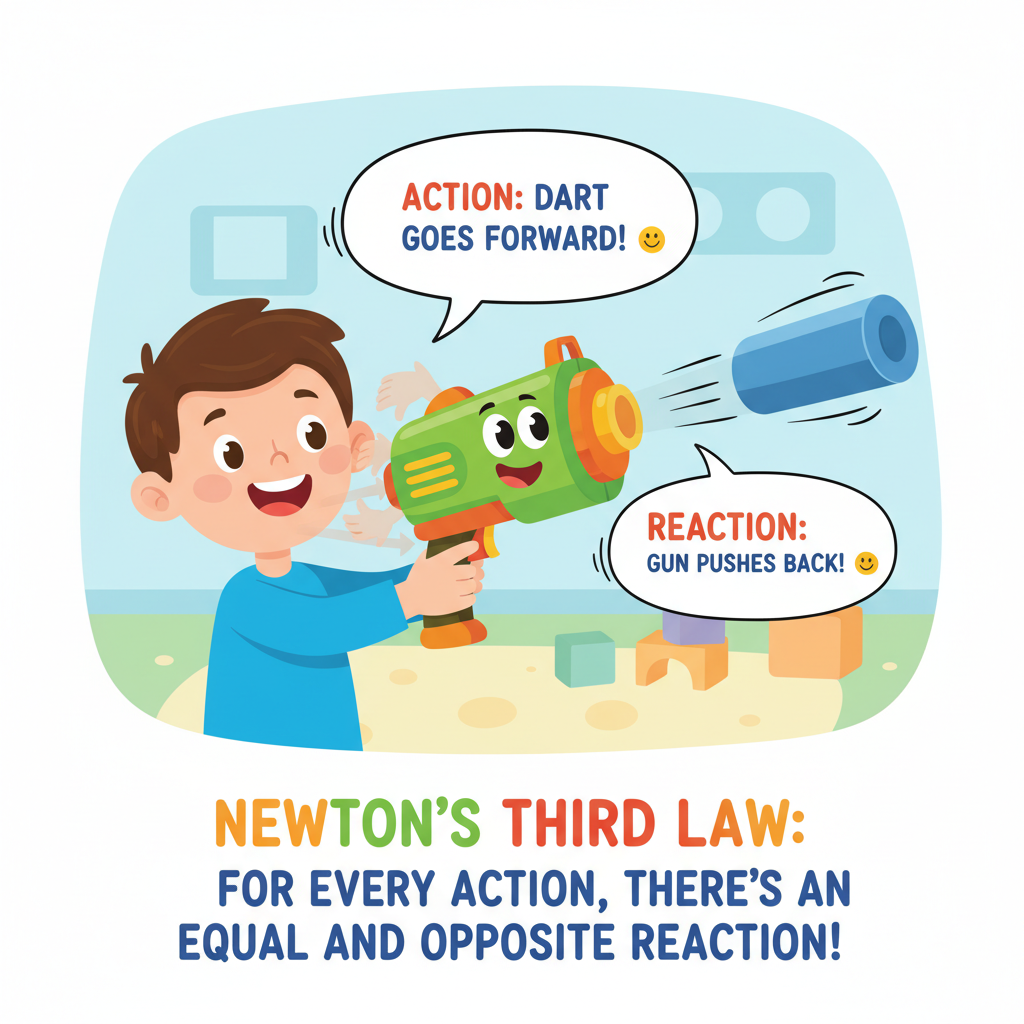 ACTION: DART
GOES FORWARD!
REACTION:
GUN PUSHES BACK!
NEWTON'S THIRD LAW:
FOR EVERY ACTION, THERE'S AN
EQUAL AND OPPOSITE REACTION!